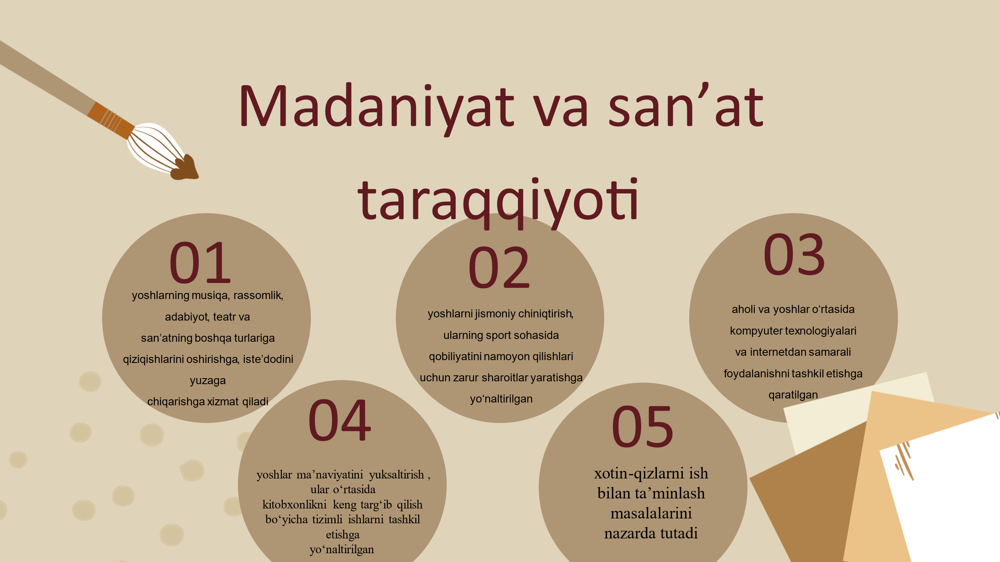 Madaniyat va san’at
taraqqiyoti
01
yoshlarning musiqa, rassomlik,
adabiyot, teatr va
san’atning boshqa turlariga
qiziqishlarini oshirishga, iste’dodini
yuzaga
chiqarishga xizmat qiladi
02
yoshlarni jismoniy chiniqtirish,
ularning sport sohasida
qobiliyatini namoyon qilishlari
uchun zarur sharoitlar yaratishga
yo‘naltirilgan
03
aholi va yoshlar o‘rtasida
kompyuter texnologiyalari
va internetdan samarali
foydalanishni tashkil etishga
qaratilgan
04
yoshlar ma’naviyatini yuksaltirish ,
ular o‘rtasida
kitobxonlikni keng targ‘ib qilish
bo‘yicha tizimli ishlarni tashkil
etishga
yo‘naltirilgan
05
xotin-qizlarni ish
bilan ta’minlash
masalalarini
nazarda tutadi